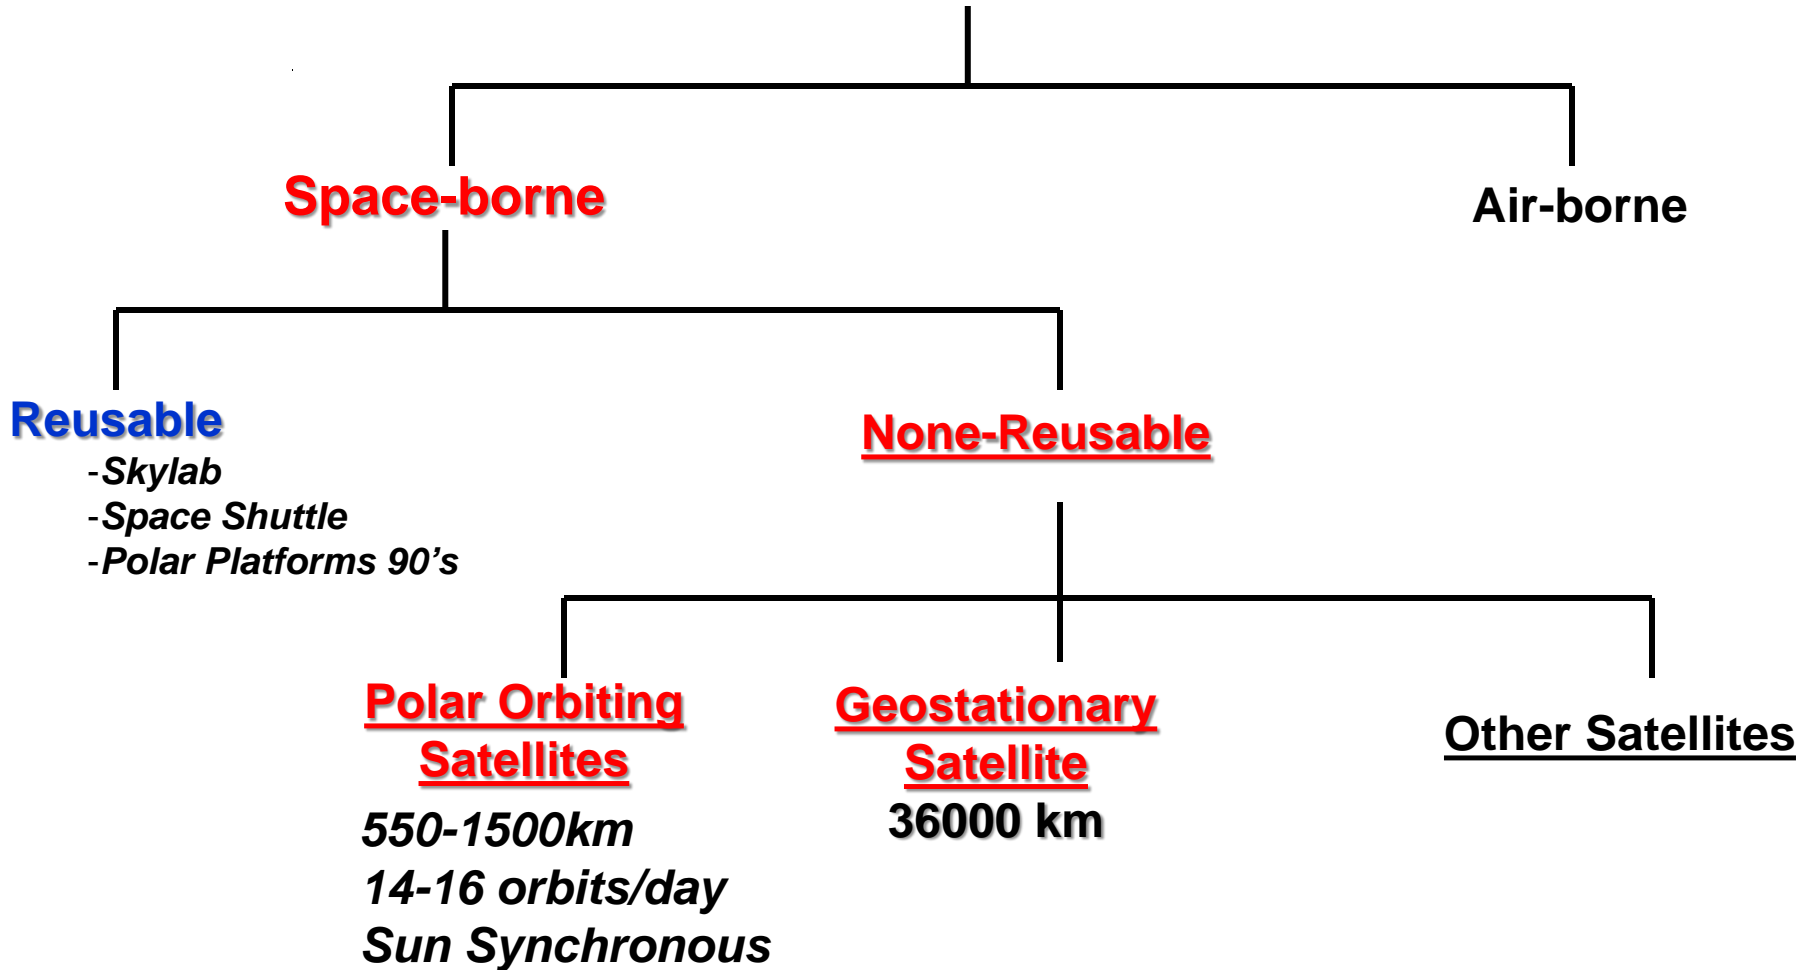 Space-borne
Air-borne
Reusable
-Skylab
-Space Shuttle
-Polar Platforms 90’s
None-Reusable
Polar Orbiting
Satellites
550-1500km
14-16 orbits/day
Sun Synchronous
Geostationary
Satellite
36000 km
Other Satellites